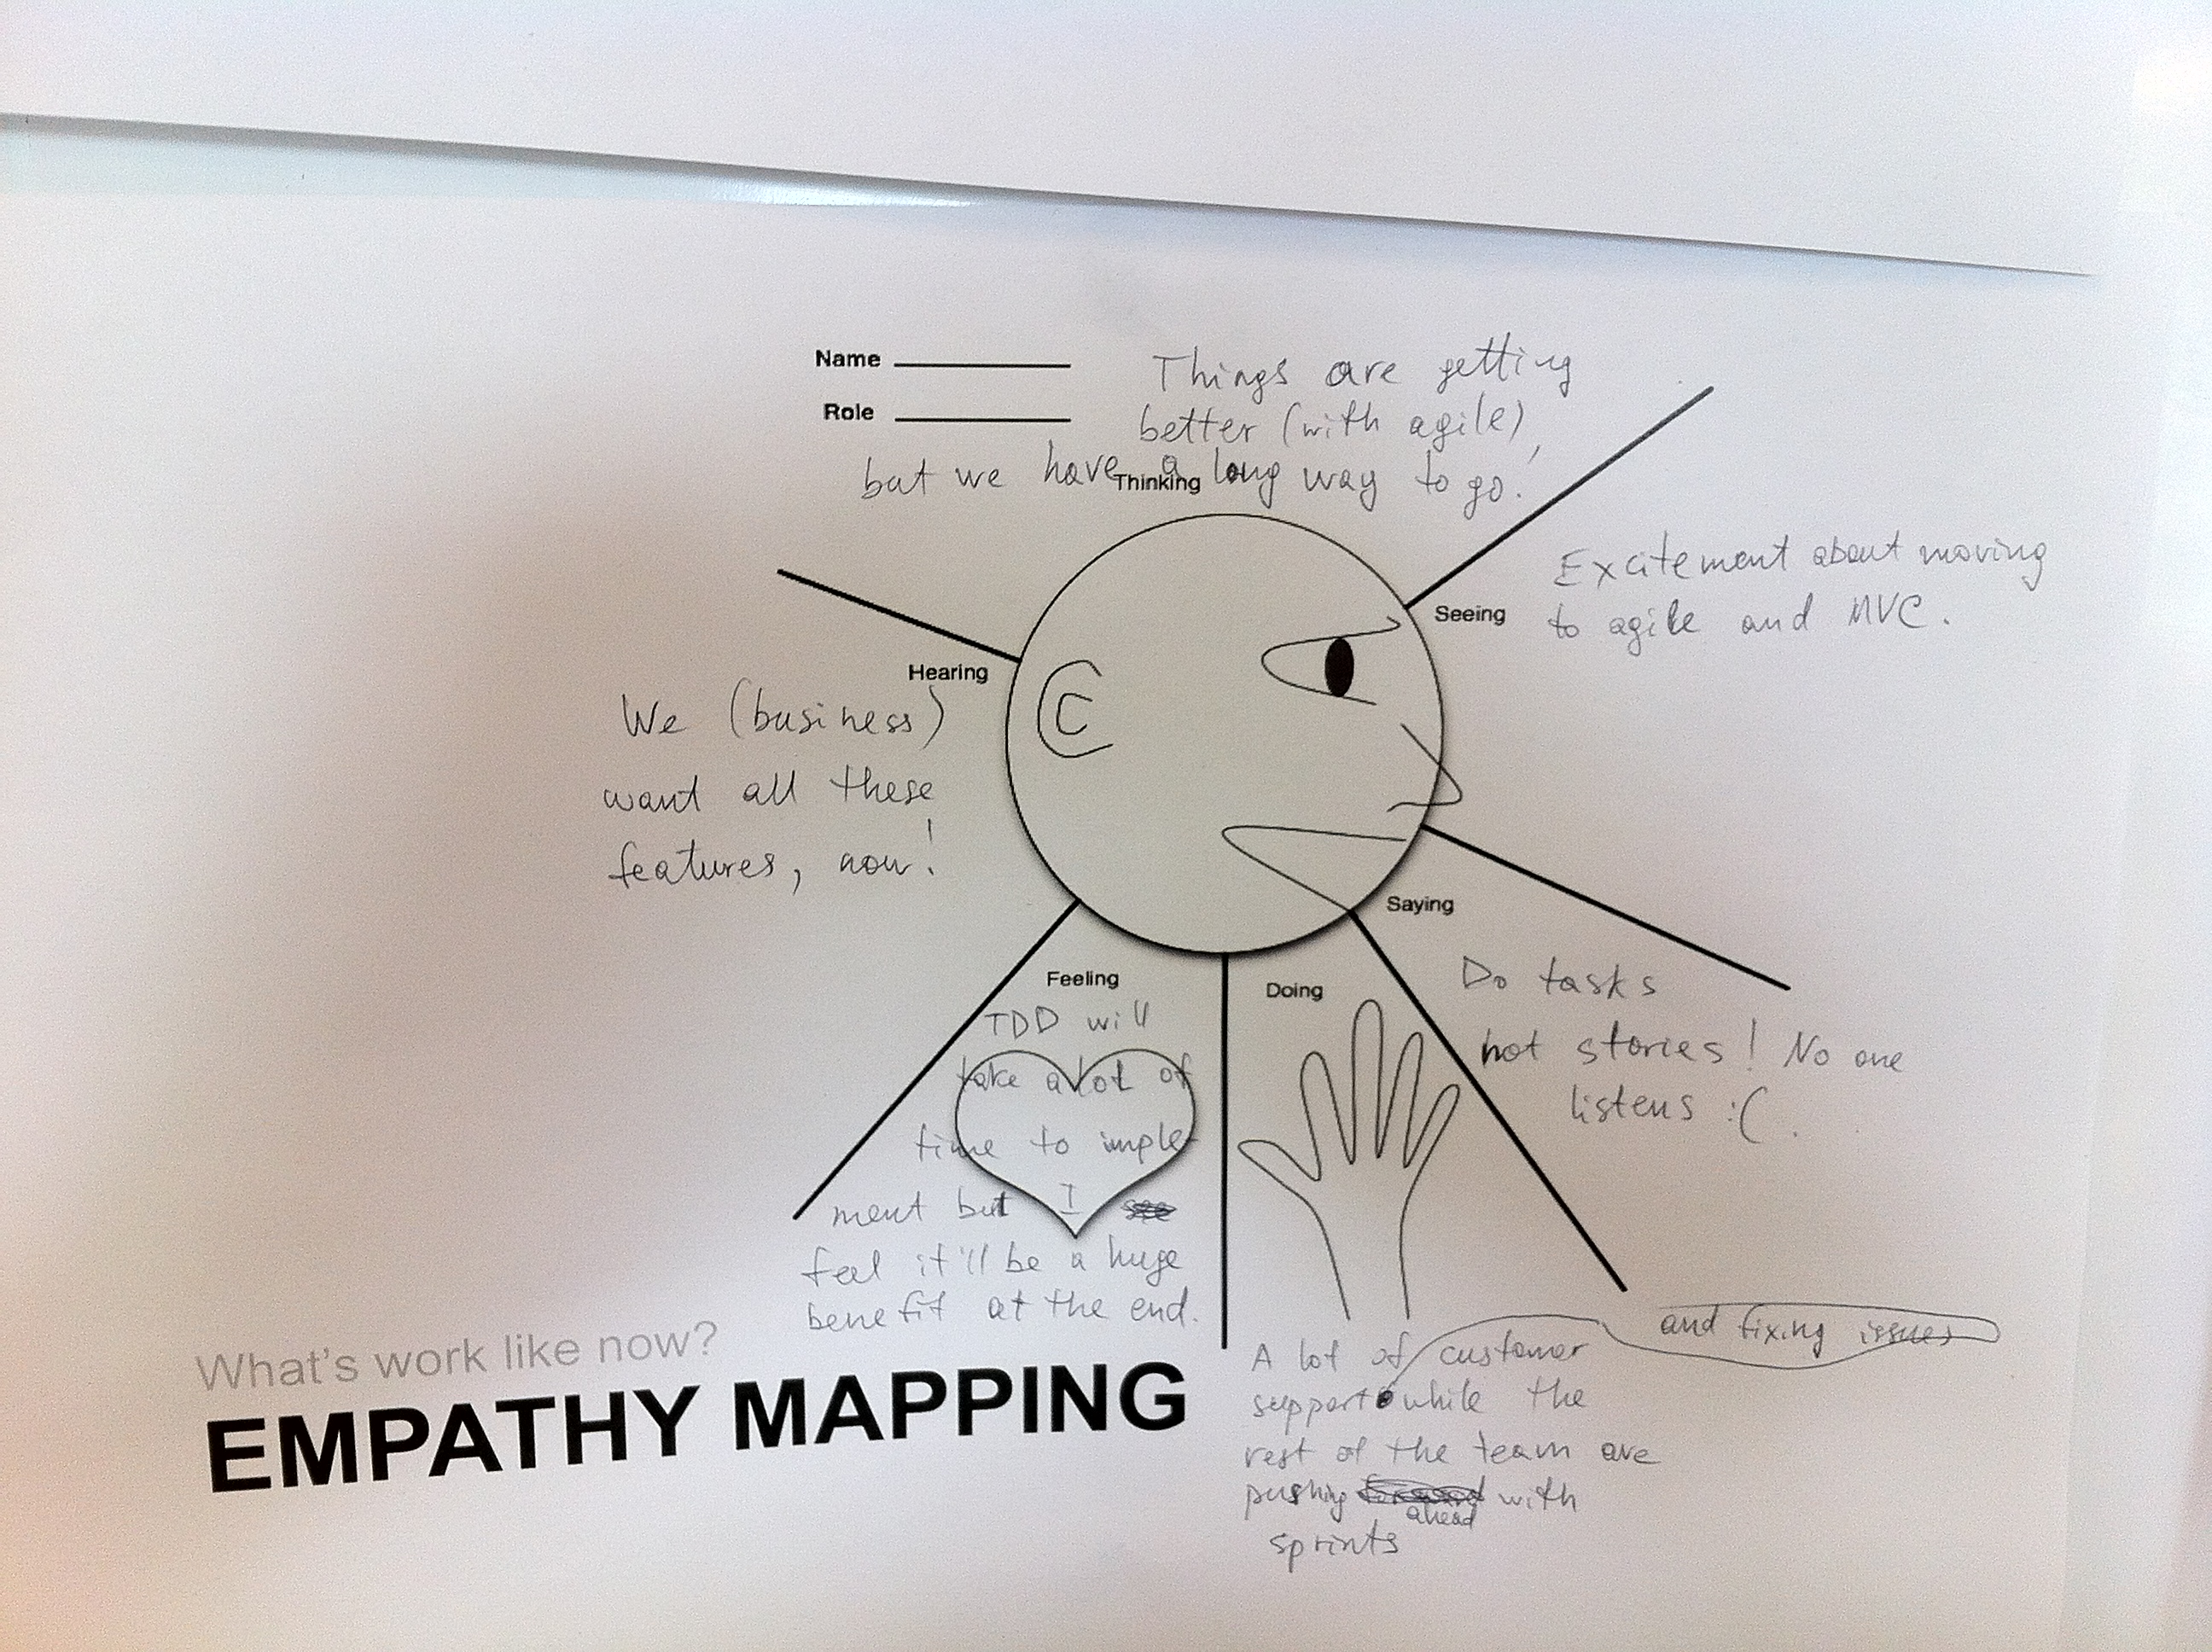 Name
Role
Things are getting
better (with agile),
but we have a long way to go!
Thinking
Seeing
Excitement about moving
to agile and MVC.
Hearing
We (business)
want all these
features, now!
Saying
Do tasks
not stories! No one
listens :(.
Feeling
TDD will
take a lot of
time to imple-
ment but I
feel it'll be a huge
benefit at the end.
Doing
A lot of customer
support while the
rest of the team are
pushing forward with
ahead
sprints
and fixing issues
What's work like now?
EMPATHY MAPPING